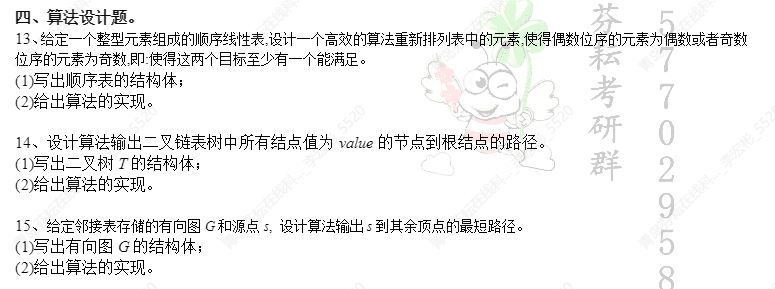 四、算法设计题。
13、给定一个整型元素组成的顺序线性表,设计一个高效的算法重新排列表中的元素,使得偶数位序的元素为偶数或者奇数
位序的元素为奇数,即:使得这两个目标至少有一个能满足。
(1)写出顺序表的结构体；
(2)给出算法的实现。
14、设计算法输出二叉链表树中所有结点值为 value 的节点到根结点的路径。
(1)写出二叉树 T 的结构体；
(2)给出算法的实现。
15、给定邻接表存储的有向图 G 和源点 s, 设计算法输出 s 到其余顶点的最短路径。
(1)写出有向图 G 的结构体；
(2)给出算法的实现。
芬耘考研群
57702958